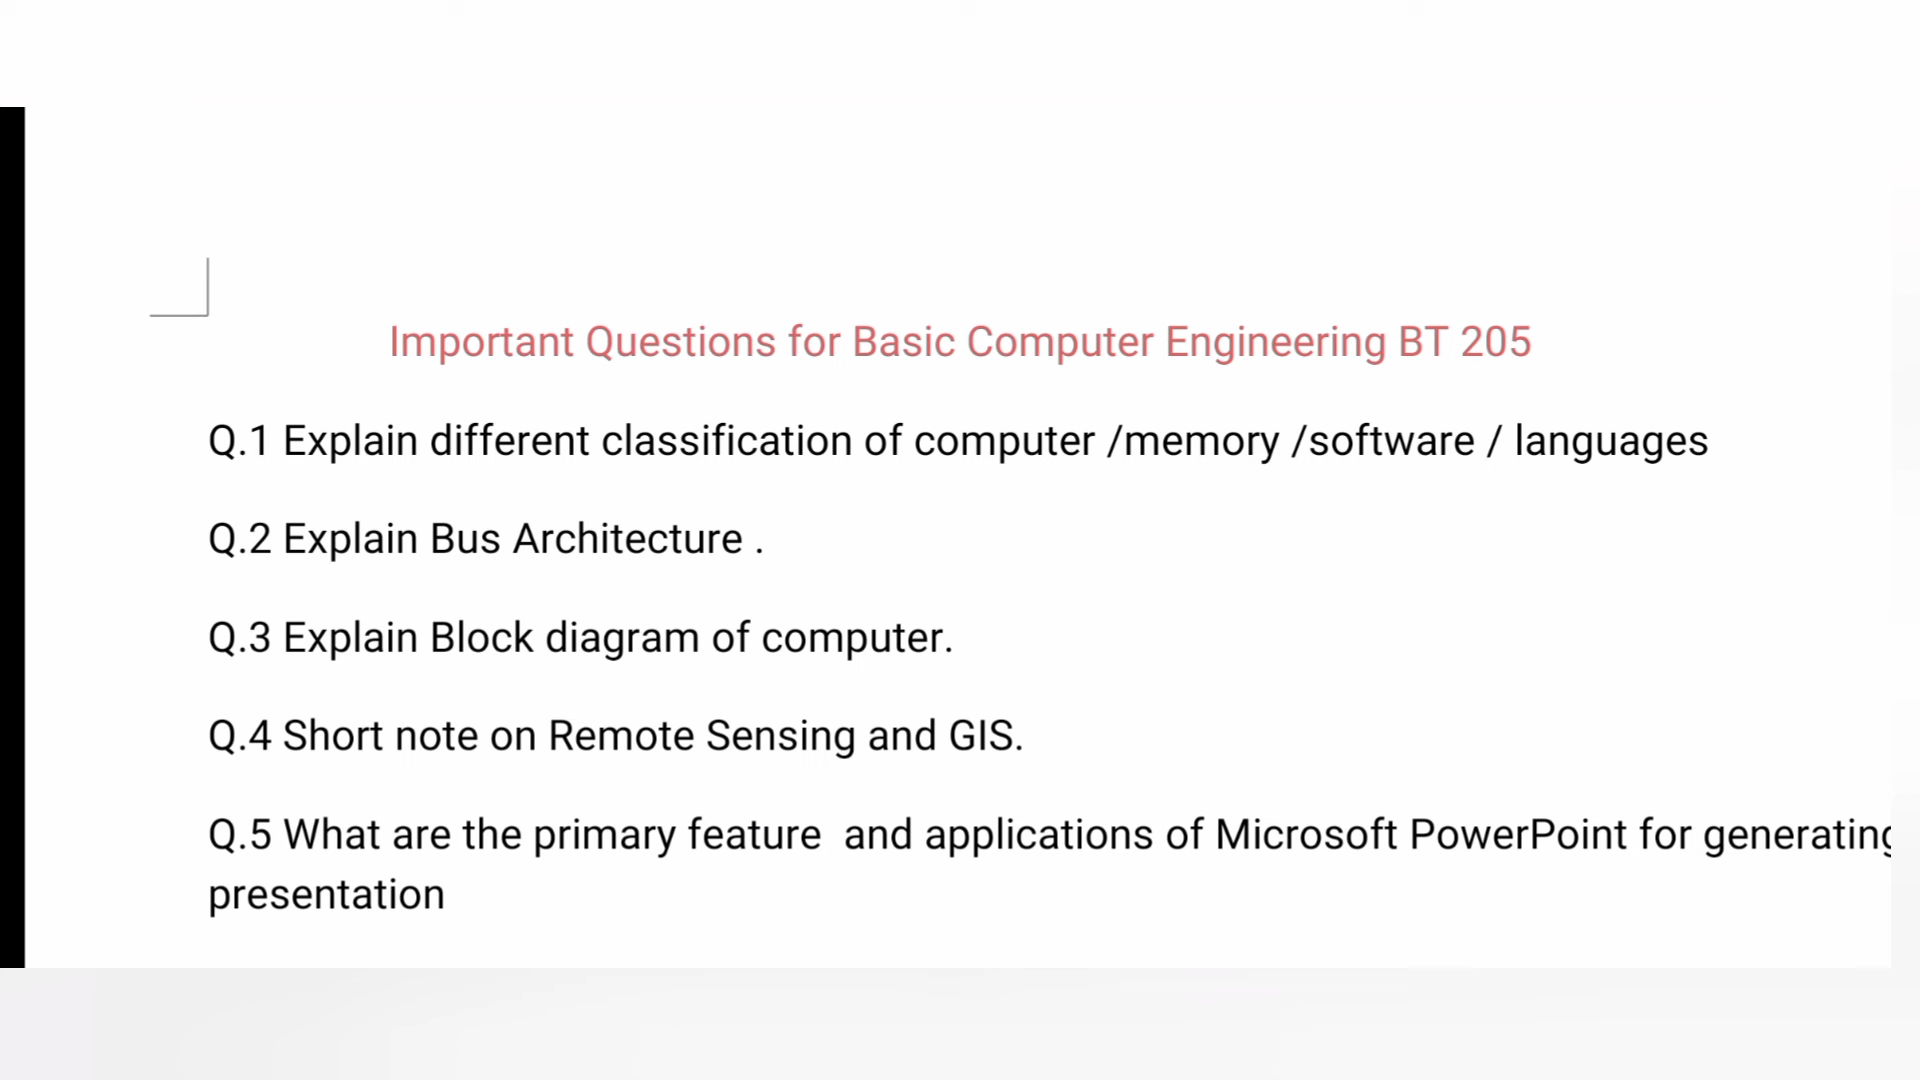 Important Questions for Basic Computer Engineering BT 205
Q.1 Explain different classification of computer /memory /software / languages
Q.2 Explain Bus Architecture .
Q.3 Explain Block diagram of computer.
Q.4 Short note on Remote Sensing and GIS.
Q.5 What are the primary feature  and applications of Microsoft PowerPoint for generating
presentation